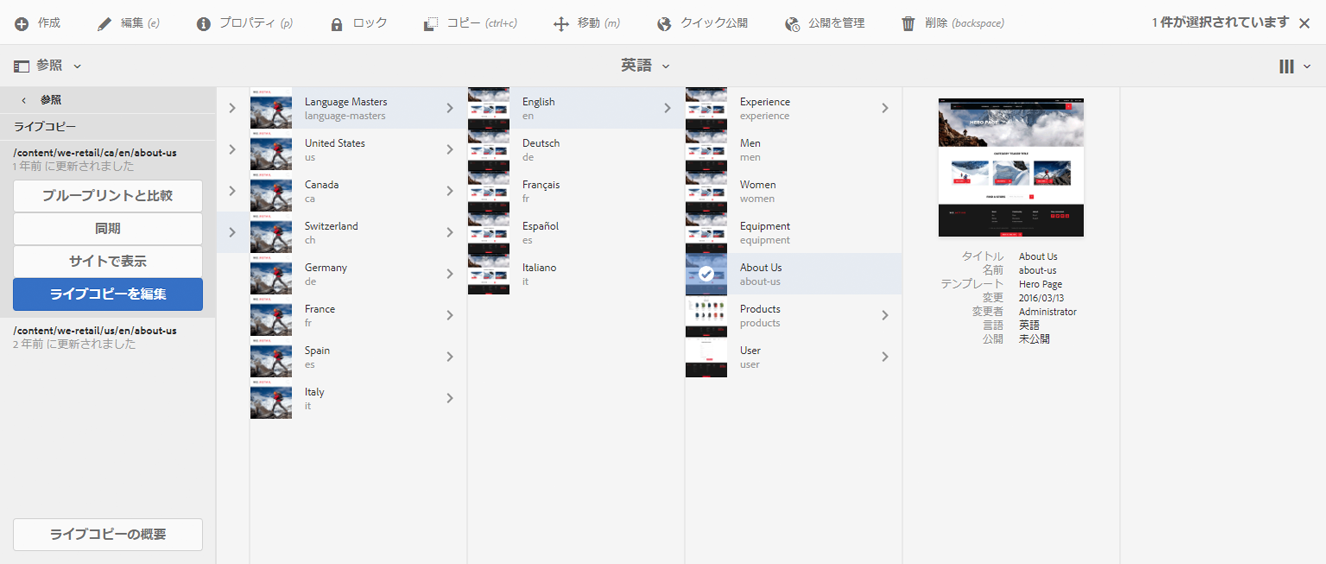 作成
編集 (e)
プロパティ (p)
ロック
コピー (ctrl+c)
移動 (m)
クイック公開
公開を管理
削除 (backspace)
1 件が選択されています
参照
英語
参照
ライブコピー
/content/we-retail/ca/en/about-us
1 年前 に更新されました
ブループリントと比較
同期
サイトで表示
ライブコピーを編集
/content/we-retail/us/en/about-us
2 年前 に更新されました
ライブコピーの概要
Language Masters
language-masters
United States
us
Canada
ca
Switzerland
ch
Germany
de
France
fr
Spain
es
Italy
it
English
en
Deutsch
de
Français
fr
Español
es
Italiano
it
Experience
experience
Men
men
Women
women
Equipment
equipment
About Us
about-us
Products
products
User
user
HERO PAGE
タイトル About Us
名前 about-us
テンプレート Hero Page
変更 2016/03/13
変更者 Administrator
言語 英語
公開 未公開